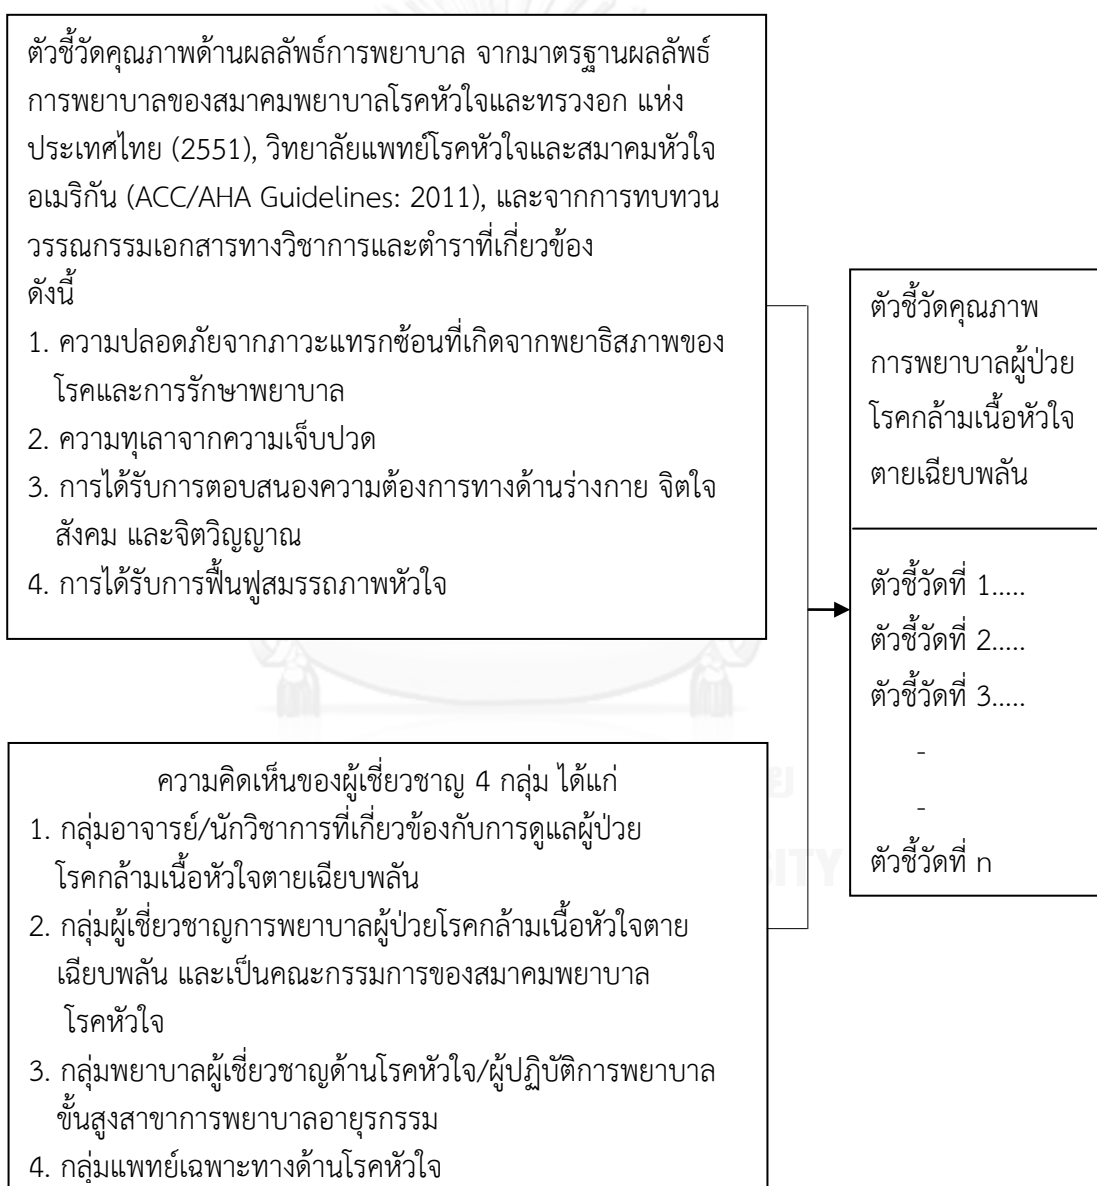 ตัวชี้วัดคุณภาพด้านผลลัพธ์การพยาบาล จากมาตรฐานผลลัพธ์
การพยาบาลของสมาคมพยาบาลโรคหัวใจและทรวงอก แห่ง
ประเทศไทย (2551), วิทยาลัยแพทย์โรคหัวใจและสมาคมหัวใจ
อเมริกัน (ACC/AHA Guidelines: 2011), และจากการทบทวน
วรรณกรรมเอกสารทางวิชาการและตำราที่เกี่ยวข้อง
ดังนี้
1. ความปลอดภัยจากภาวะแทรกซ้อนที่เกิดจากพยาธิสภาพของ
โรคและการรักษาพยาบาล
2. ความทุเลาจากความเจ็บปวด
3. การได้รับการตอบสนองความต้องการทางด้านร่างกาย จิตใจ
สังคม และจิตวิญญาณ
4. การได้รับการฟื้นฟูสมรรถภาพหัวใจ
ความคิดเห็นของผู้เชี่ยวชาญ 4 กลุ่ม ได้แก่
1. กลุ่มอาจารย์/นักวิชาการที่เกี่ยวข้องกับการดูแลผู้ป่วย
โรคกล้ามเนื้อหัวใจตายเฉียบพลัน
2. กลุ่มผู้เชี่ยวชาญการพยาบาลผู้ป่วยโรคกล้ามเนื้อหัวใจตาย
เฉียบพลัน และเป็นคณะกรรมการของสมาคมพยาบาล
โรคหัวใจ
3. กลุ่มพยาบาลผู้เชี่ยวชาญด้านโรคหัวใจ/ผู้ปฏิบัติการพยาบาล
ขั้นสูงสาขาการพยาบาลอายุรกรรม
4. กลุ่มแพทย์เฉพาะทางด้านโรคหัวใจ
ตัวชี้วัดคุณภาพ
การพยาบาลผู้ป่วย
โรคกล้ามเนื้อหัวใจ
ตายเฉียบพลัน
ตัวชี้วัดที่ 1.....
ตัวชี้วัดที่ 2.....
ตัวชี้วัดที่ 3.....
-
-
ตัวชี้วัดที่ n